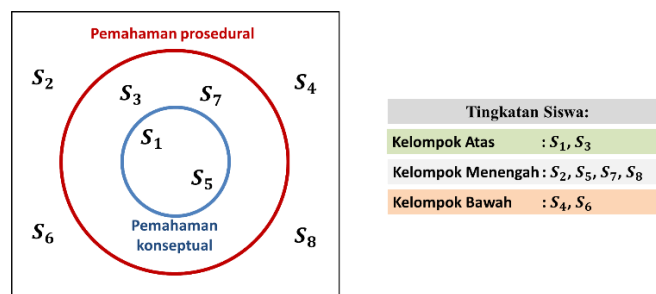 Pemahaman prosedural
S₂
S₄
S₃ S₇
S₁
S₅
Pemahaman
konseptual
S₆
S₈
Tingkatan Siswa:
Kelompok Atas : S₁, S₃
Kelompok Menengah : S₂, S₅, S₇, S₈
Kelompok Bawah : S₄, S₆